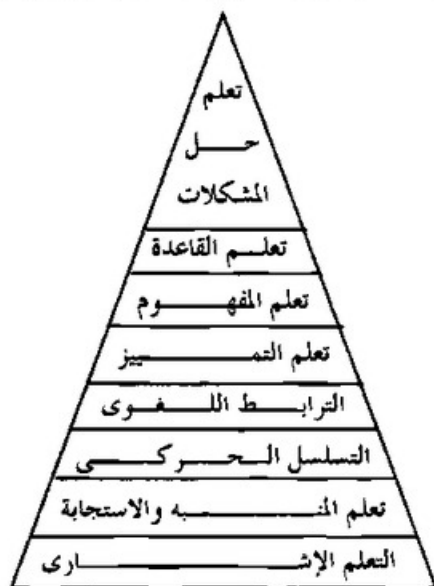 تعلم
حل
المشكلات
تعلم القاعدة
تعلم المفهوم
تعلم التمييز
الترابط اللغوى
التسلسل الحركى
تعلم المنبه والاستجابة
التعلم الإشارى